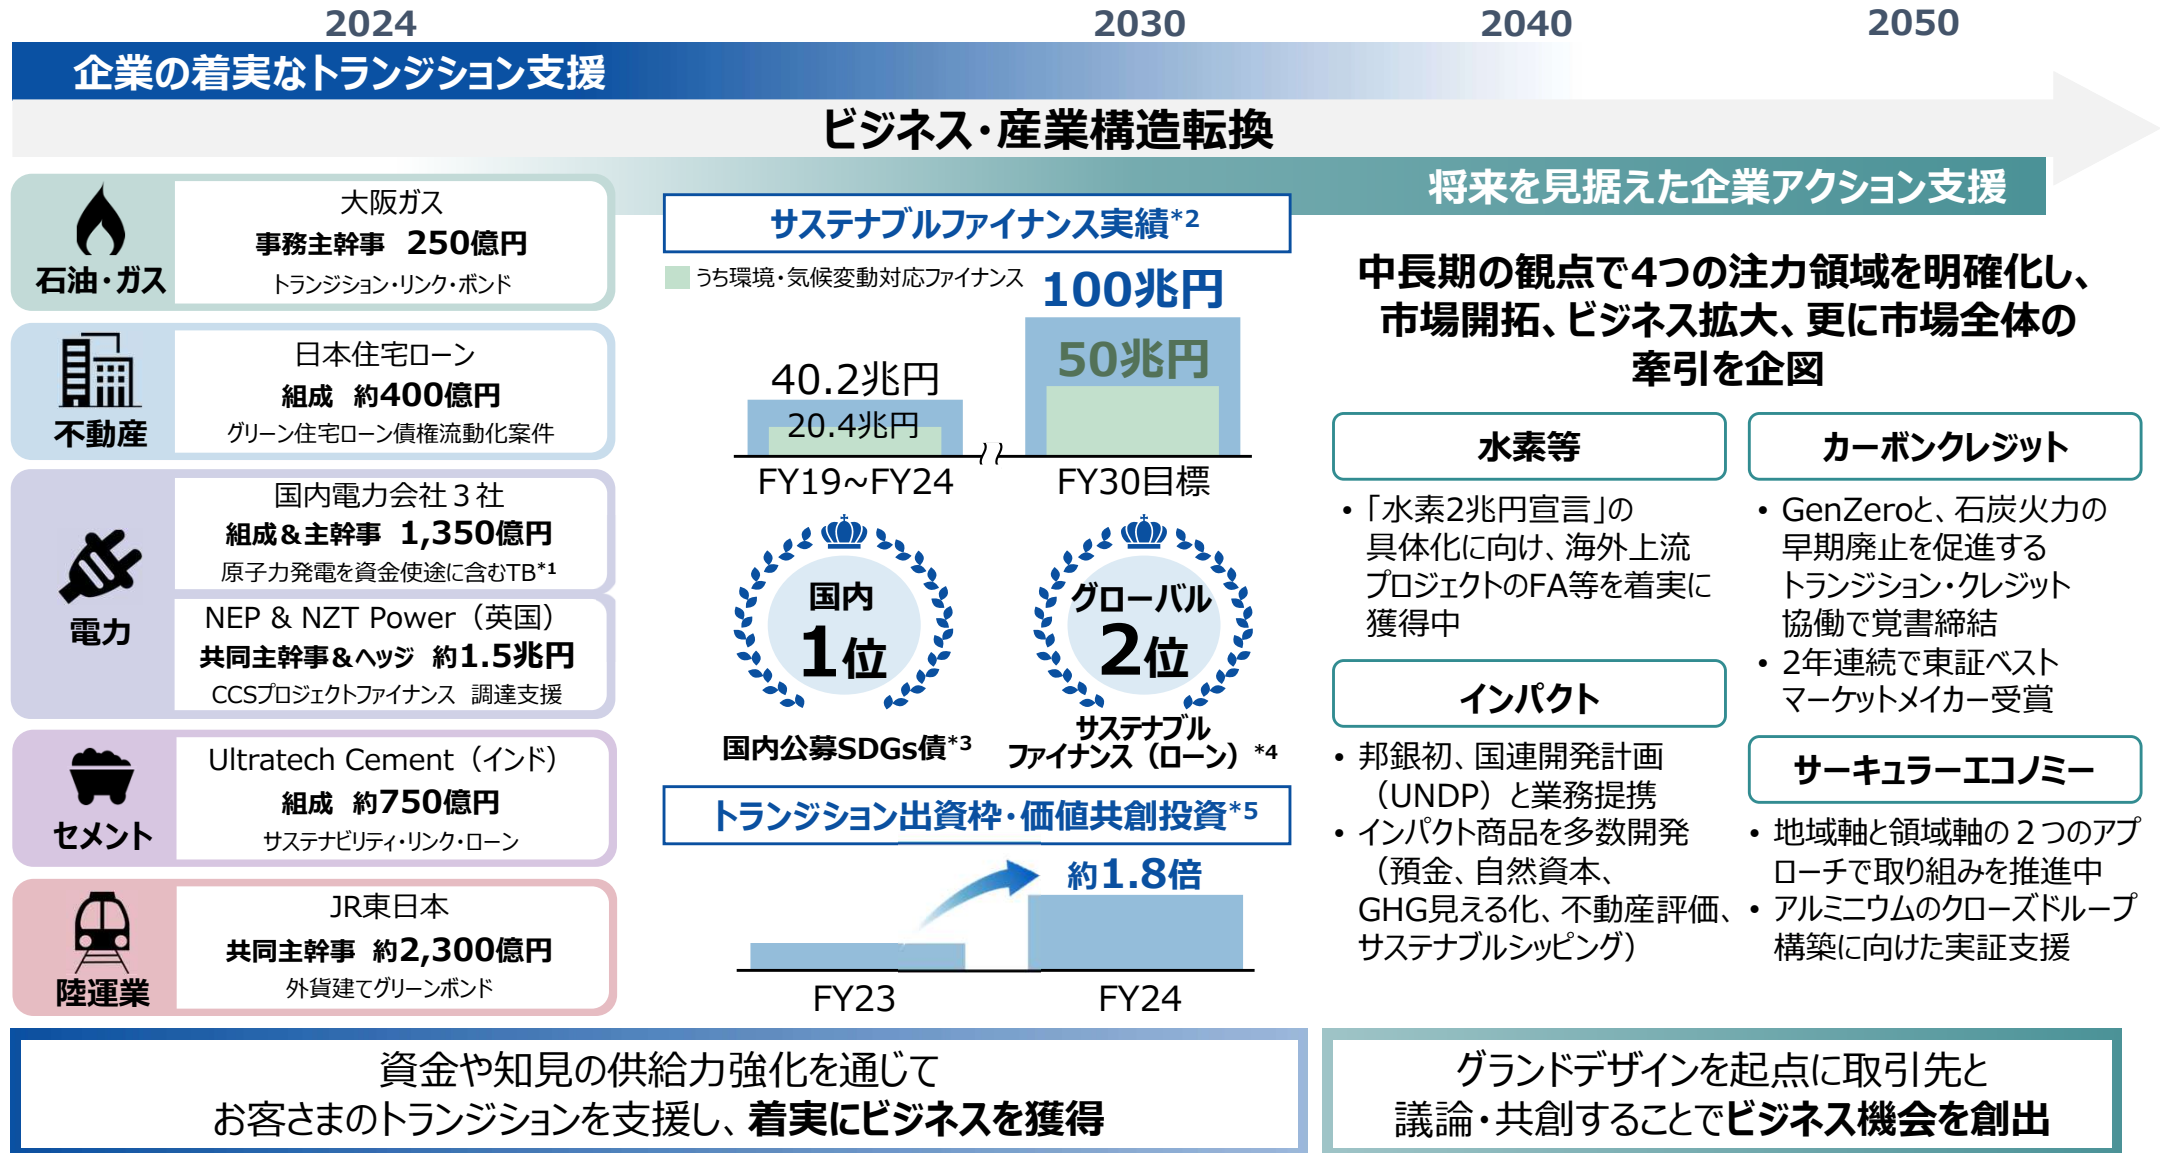 2024
2030
2040
2050
企業の着実なトランジション支援
ビジネス・産業構造転換
将来を見据えた企業アクション支援
石油・ガス
大阪ガス
事務主幹事 250億円
トランジション・リンク・ボンド
不動産
日本住宅ローン
組成 約400億円
グリーン住宅ローン債権流動化案件
電力
国内電力会社３社
組成＆主幹事 1,350億円
原子力発電を資金使途に含むTB*1
NEP & NZT Power（英国）
共同主幹事＆ヘッジ 約1.5兆円
CCSプロジェクトファイナンス 調達支援
セメント
Ultratech Cement（インド）
組成 約750億円
サステナビリティ・リンク・ローン
陸運業
JR東日本
共同主幹事 約2,300億円
外貨建てグリーンボンド
サステナブルファイナンス実績*2
うち環境・気候変動対応ファイナンス
100兆円
50兆円
40.2兆円
20.4兆円
FY19~FY24
FY30目標
国内
1位
国内公募SDGs債*3
グローバル
2位
サステナブル
ファイナンス（ローン）*4
トランジション出資枠・価値共創投資*5
約1.8倍
FY23
FY24
中長期の観点で4つの注力領域を明確化し、
市場開拓、ビジネス拡大、更に市場全体の
牽引を企図
水素等
• 「水素2兆円宣言」の
具体化に向け、海外上流
プロジェクトのFA等を着実に
獲得中
インパクト
• 邦銀初、国連開発計画
（UNDP）と業務提携
• インパクト商品を多数開発
（預金、自然資本、
GHG見える化、不動産評価、
サステナブルシッピング）
カーボンクレジット
• GenZeroと、石炭火力の
早期廃止を促進する
トランジション・クレジット
協働で覚書締結
• 2年連続で東証ベスト
マーケットメイカー受賞
サーキュラーエコノミー
• 地域軸と領域軸の２つのアプ
ローチで取り組みを推進中
• アルミニウムのクローズドループ
構築に向けた実証支援
資金や知見の供給力強化を通じて
お客さまのトランジションを支援し、着実にビジネスを獲得
グランドデザインを起点に取引先と
議論・共創することでビジネス機会を創出